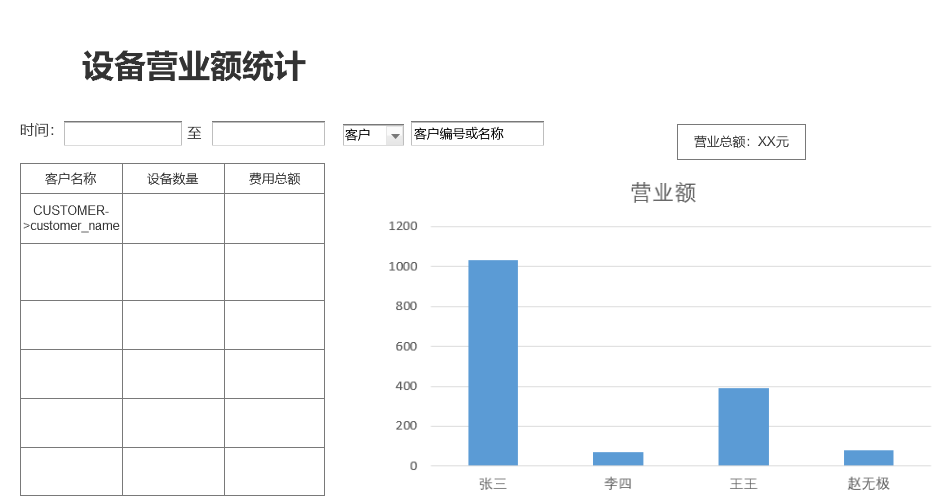 设备营业额统计
时间： 至 客户 客户编号或名称
营业总额：XX元
客户名称 设备数量 费用总额
CUSTOMER-
>customer_name
营业额
1200
1000
800
600
400
200
0
张三 李四 王王 赵无极